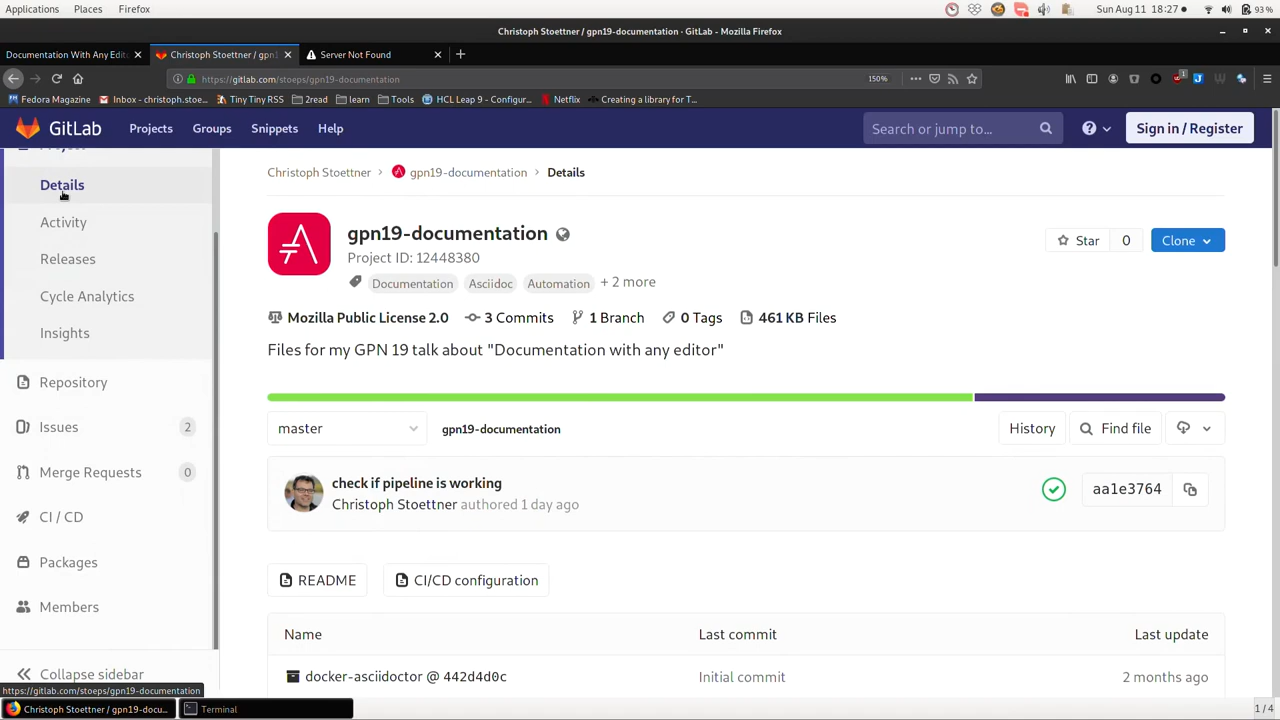 Applications Places Firefox Sun Aug 11 18:27 93 %
Christoph Stoettner / gpn19-documentation · GitLab - Mozilla Firefox
Documentation With Any Edit Christoph Stoettner / gpn1 Server Not Found
https://gitlab.com/stoeps/gpn19-documentation 150%
Fedora Magazine Inbox - christoph.stoe... Tiny Tiny RSS 2read learn Tools HCL Leap 9 - Configur... Netflix Creating a library for T...
GitLab Projects Groups Snippets Help Search or jump to... Sign in / Register
Project
Details
Activity
Releases
Cycle Analytics
Insights
Repository
Issues 2
Merge Requests 0
CI / CD
Packages
Members
Collapse sidebar
Christoph Stoettner › gpn19-documentation › Details
gpn19-documentation
Project ID: 12448380
Documentation Asciidoc Automation + 2 more
Star 0 Clone
Mozilla Public License 2.0 3 Commits 1 Branch 0 Tags 461 KB Files
Files for my GPN 19 talk about "Documentation with any editor"
master gpn19-documentation History Find file
check if pipeline is working
Christoph Stoettner authored 1 day ago
aa1e3764
README CI/CD configuration
Name Last commit Last update
docker-asciidoctor @ 442d4d0c Initial commit 2 months ago
https://gitlab.com/stoeps/gpn19-documentation
Christoph Stoettner / gpn19-docu... Terminal 1 / 4